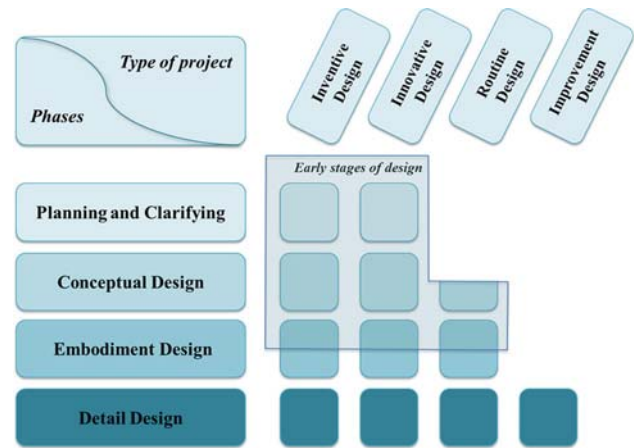 Type of project
Phases
Inventive
Design
Innovative
Design
Routine
Design
Improvement
Design
Early stages of design
Planning and Clarifying
Conceptual Design
Embodiment Design
Detail Design